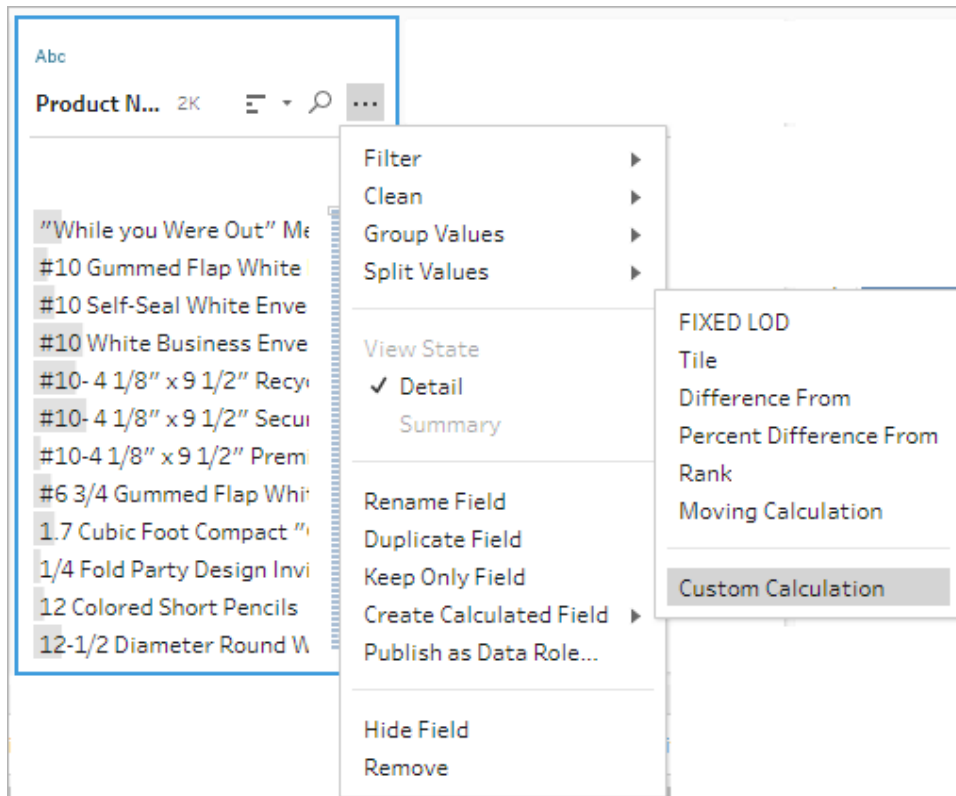 Abc
Product N... 2K
"While you Were Out" Me
#10 Gummed Flap White
#10 Self-Seal White Enve
#10 White Business Enve
#10- 4 1/8" x 9 1/2" Recy
#10- 4 1/8" x 9 1/2" Secu
#10-4 1/8" x 9 1/2" Premi
#6 3/4 Gummed Flap Whit
1.7 Cubic Foot Compact "
1/4 Fold Party Design Invi
12 Colored Short Pencils
12-1/2 Diameter Round W
Filter
Clean
Group Values
Split Values
View State
✓ Detail
Summary
Rename Field
Duplicate Field
Keep Only Field
Create Calculated Field
Publish as Data Role...
Hide Field
Remove
FIXED LOD
Tile
Difference From
Percent Difference From
Rank
Moving Calculation
Custom Calculation